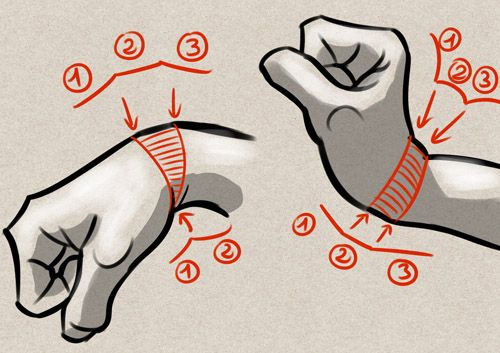 ① ② ③
① ②
① ② ③
① ② ③